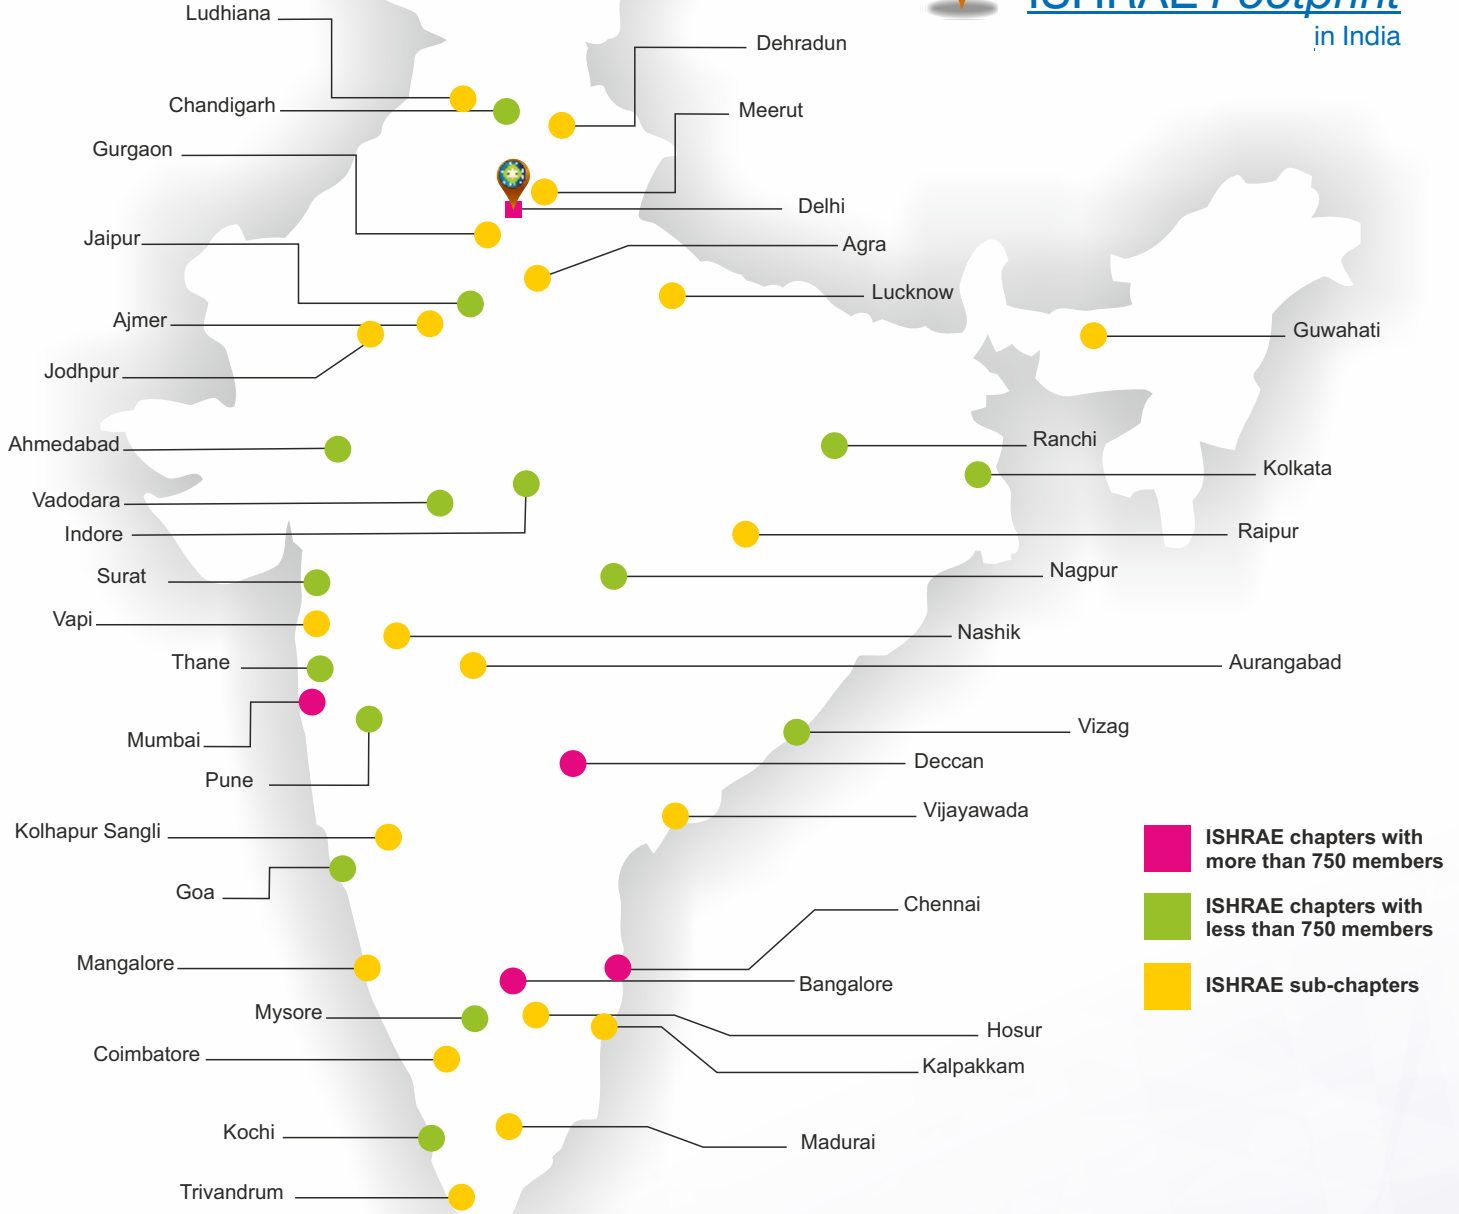 ISHRAE Footprint
in India
Ludhiana
Dehradun
Chandigarh
Meerut
Gurgaon
Delhi
Jaipur
Agra
Lucknow
Ajmer
Guwahati
Jodhpur
Ahmedabad
Ranchi
Kolkata
Vadodara
Indore
Raipur
Surat
Nagpur
Vapi
Nashik
Thane
Aurangabad
Mumbai
Vizag
Deccan
Pune
Vijayawada
Kolhapur Sangli
ISHRAE chapters with
more than 750 members
Goa
ISHRAE chapters with
less than 750 members
Chennai
Mangalore
Bangalore
ISHRAE sub-chapters
Mysore
Hosur
Coimbatore
Kalpakkam
Kochi
Madurai
Trivandrum